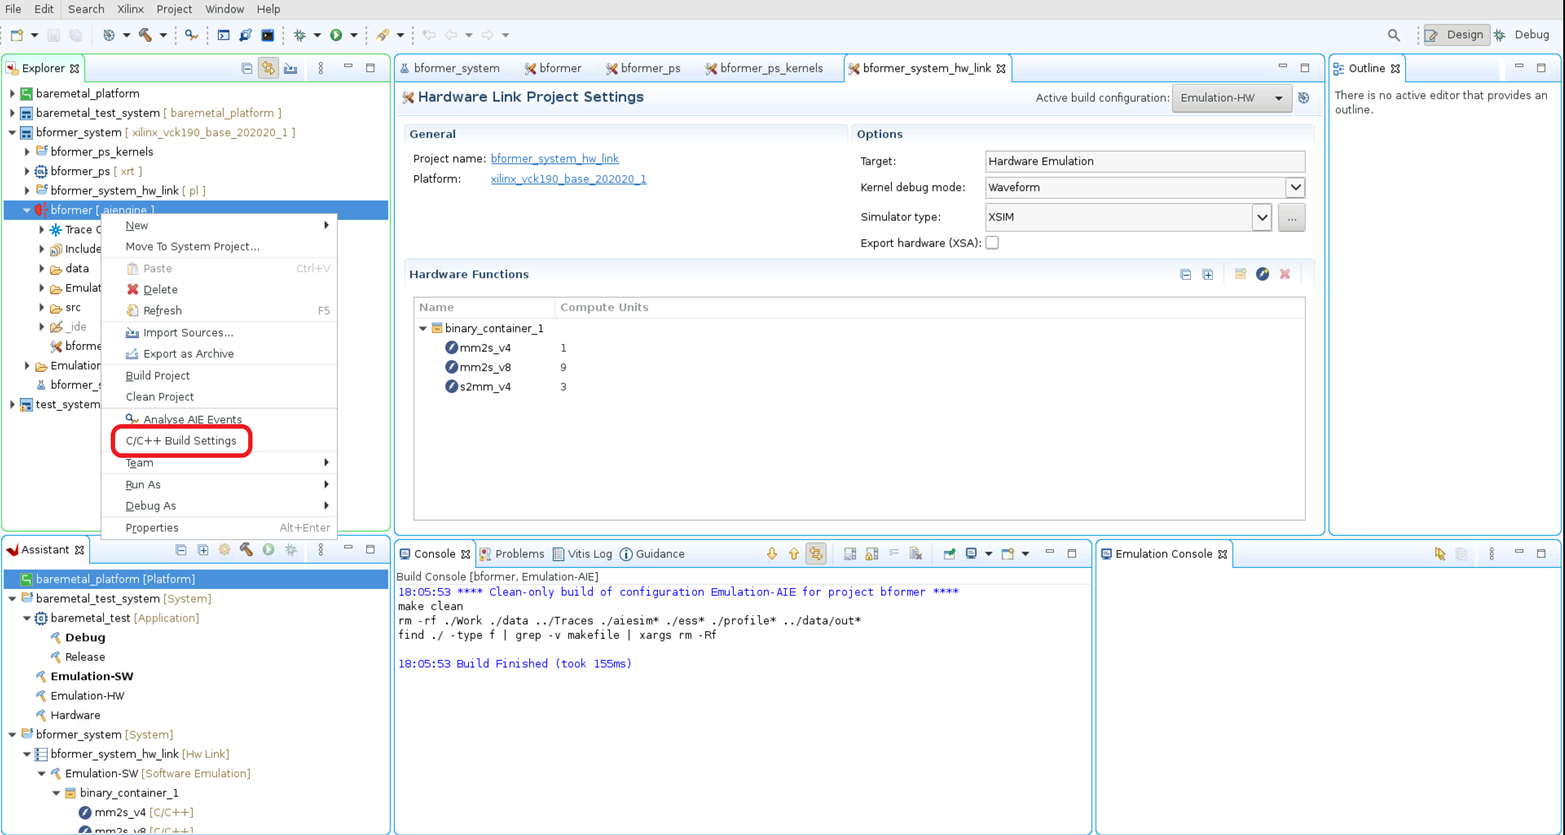 File Edit Search Xilinx Project Window Help
Design Debug
Explorer
baremetal_platform
baremetal_test_system [ baremetal_platform ]
bformer_system [ xilinx_vck190_base_202020_1 ]
bformer_ps_kernels
bformer_ps [ xrt ]
bformer_system_hw_link [ pl ]
bformer [ aiengine ]
Trace C
Include
data
Emulat
src
_ide
bforme
Emulation
bformer_s
test_system
New
Move To System Project...
Paste Ctrl+V
Delete
Refresh F5
Import Sources...
Export as Archive
Build Project
Clean Project
Analyse AIE Events
C/C++ Build Settings
Team
Run As
Debug As
Properties Alt+Enter
bformer_system bformer bformer_ps bformer_ps_kernels bformer_system_hw_link
Hardware Link Project Settings
Active build configuration: Emulation-HW
General
Project name: bformer_system_hw_link
Platform: xilinx_vck190_base_202020_1
Options
Target: Hardware Emulation
Kernel debug mode: Waveform
Simulator type: XSIM ...
Export hardware (XSA):
Hardware Functions
Name Compute Units
binary_container_1
mm2s_v4 1
mm2s_v8 9
s2mm_v4 3
Outline
There is no active editor that provides an
outline.
Assistant
baremetal_platform [Platform]
baremetal_test_system [System]
baremetal_test [Application]
Debug
Release
Emulation-SW
Emulation-HW
Hardware
bformer_system [System]
bformer_system_hw_link [Hw Link]
Emulation-SW [Software Emulation]
binary_container_1
mm2s_v4 [C/C++]
mm2s_v8 [C/C++]
Console Problems Vitis Log Guidance
Build Console [bformer, Emulation-AIE]
18:05:53 **** Clean-only build of configuration Emulation-AIE for project bformer ****
make clean
rm -rf ./Work ./data ../Traces ./aiesim* ./ess* ./profile* ../data/out*
find ./ -type f | grep -v makefile | xargs rm -Rf
18:05:53 Build Finished (took 155ms)
Emulation Console